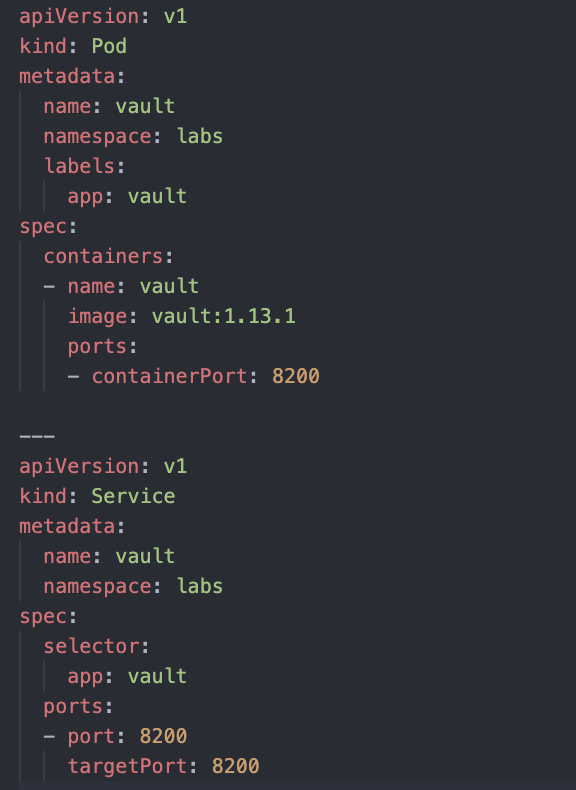 apiVersion: v1
kind: Pod
metadata:
  name: vault
  namespace: labs
  labels:
    app: vault
spec:
  containers:
  - name: vault
    image: vault:1.13.1
    ports:
    - containerPort: 8200

---
apiVersion: v1
kind: Service
metadata:
  name: vault
  namespace: labs
spec:
  selector:
    app: vault
  ports:
  - port: 8200
    targetPort: 8200